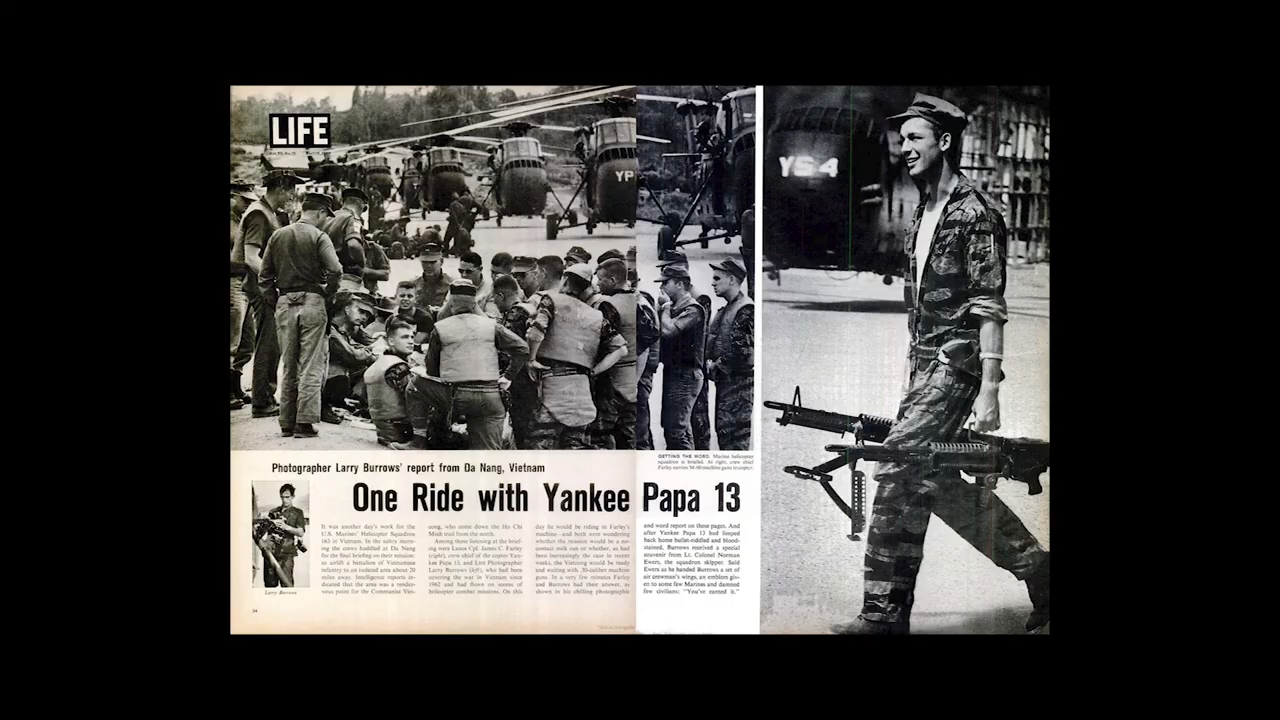 LIFE
YP
YS-4
Photographer Larry Burrows' report from Da Nang, Vietnam
One Ride with Yankee Papa 13
GETTING THE WORD. Marine helicopter
squadron is briefed. At right, crew chief
Farley carries M-60 machine guns to copter.
Larry Burrows
It was another day's work for the
U.S. Marines' Helicopter Squadron
163 in Vietnam. In the sultry morn-
ing the crews huddled at Da Nang
for the final briefing on their mission:
to airlift a battalion of Vietnamese
infantry to an isolated area about 20
miles away. Intelligence reports in-
dicated that the area was a rendez-
vous point for the Communist Viet-
cong, who come down the Ho Chi
Minh trail from the north.
Among those listening at the brief-
ing were Lance Cpl. James C. Farley
(right), crew chief of the copter Yan-
kee Papa 13, and Life Photographer
Larry Burrows (left), who had been
covering the war in Vietnam since
1962 and had flown on scores of
helicopter combat missions. On this
day he would be riding in Farley's
machine—and both were wondering
whether the mission would be a no-
contact milk run or whether, as had
been increasingly the case in recent
weeks, the Vietcong would be ready
and waiting with .30-caliber machine
guns. In a very few minutes Farley
and Burrows had their answer, as
shown in his chilling photographic
and word report on these pages. And
after Yankee Papa 13 had limped
back home bullet-riddled and blood-
stained, Burrows received a special
souvenir from Lt. Colonel Norman
Ewers, the squadron skipper. Said
Ewers as he handed Burrows a set of
air crewman's wings, an emblem giv-
en to some few Marines and damned
few civilians: "You've earned it."